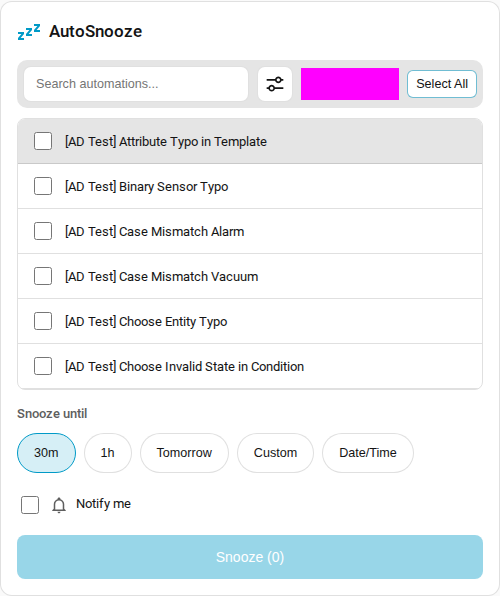 zzz AutoSnooze
Search automations... Select All
[AD Test] Attribute Typo in Template
[AD Test] Binary Sensor Typo
[AD Test] Case Mismatch Alarm
[AD Test] Case Mismatch Vacuum
[AD Test] Choose Entity Typo
[AD Test] Choose Invalid State in Condition
Snooze until
30m 1h Tomorrow Custom Date/Time
Notify me
Snooze (0)